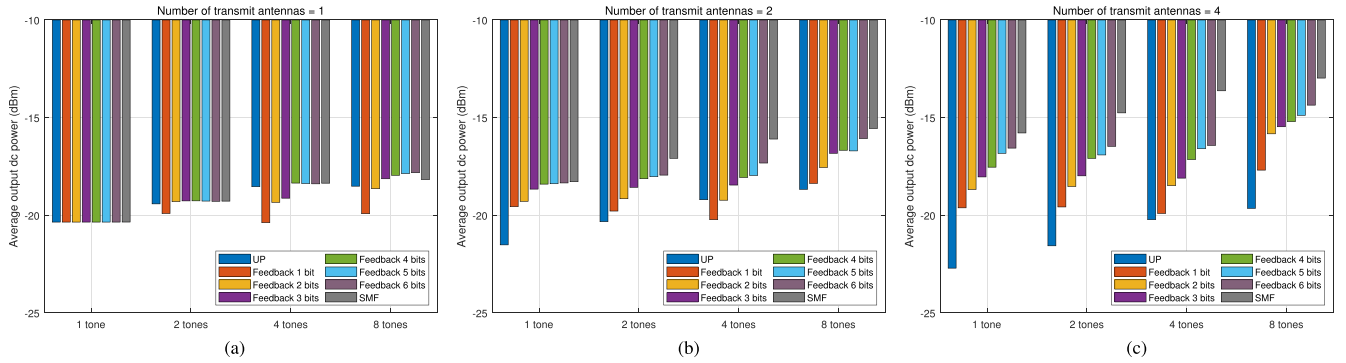 Number of transmit antennas = 1
Average output dc power (dBm)
-10
-15
-20
-25
UP
Feedback 1 bit
Feedback 2 bits
Feedback 3 bits
Feedback 4 bits
Feedback 5 bits
Feedback 6 bits
SMF
1 tone
2 tones
4 tones
8 tones
(a)
Number of transmit antennas = 2
Average output dc power (dBm)
-10
-15
-20
-25
UP
Feedback 1 bit
Feedback 2 bits
Feedback 3 bits
Feedback 4 bits
Feedback 5 bits
Feedback 6 bits
SMF
1 tone
2 tones
4 tones
8 tones
(b)
Number of transmit antennas = 4
Average output dc power (dBm)
-10
-15
-20
-25
UP
Feedback 1 bit
Feedback 2 bits
Feedback 3 bits
Feedback 4 bits
Feedback 5 bits
Feedback 6 bits
SMF
1 tone
2 tones
4 tones
8 tones
(c)